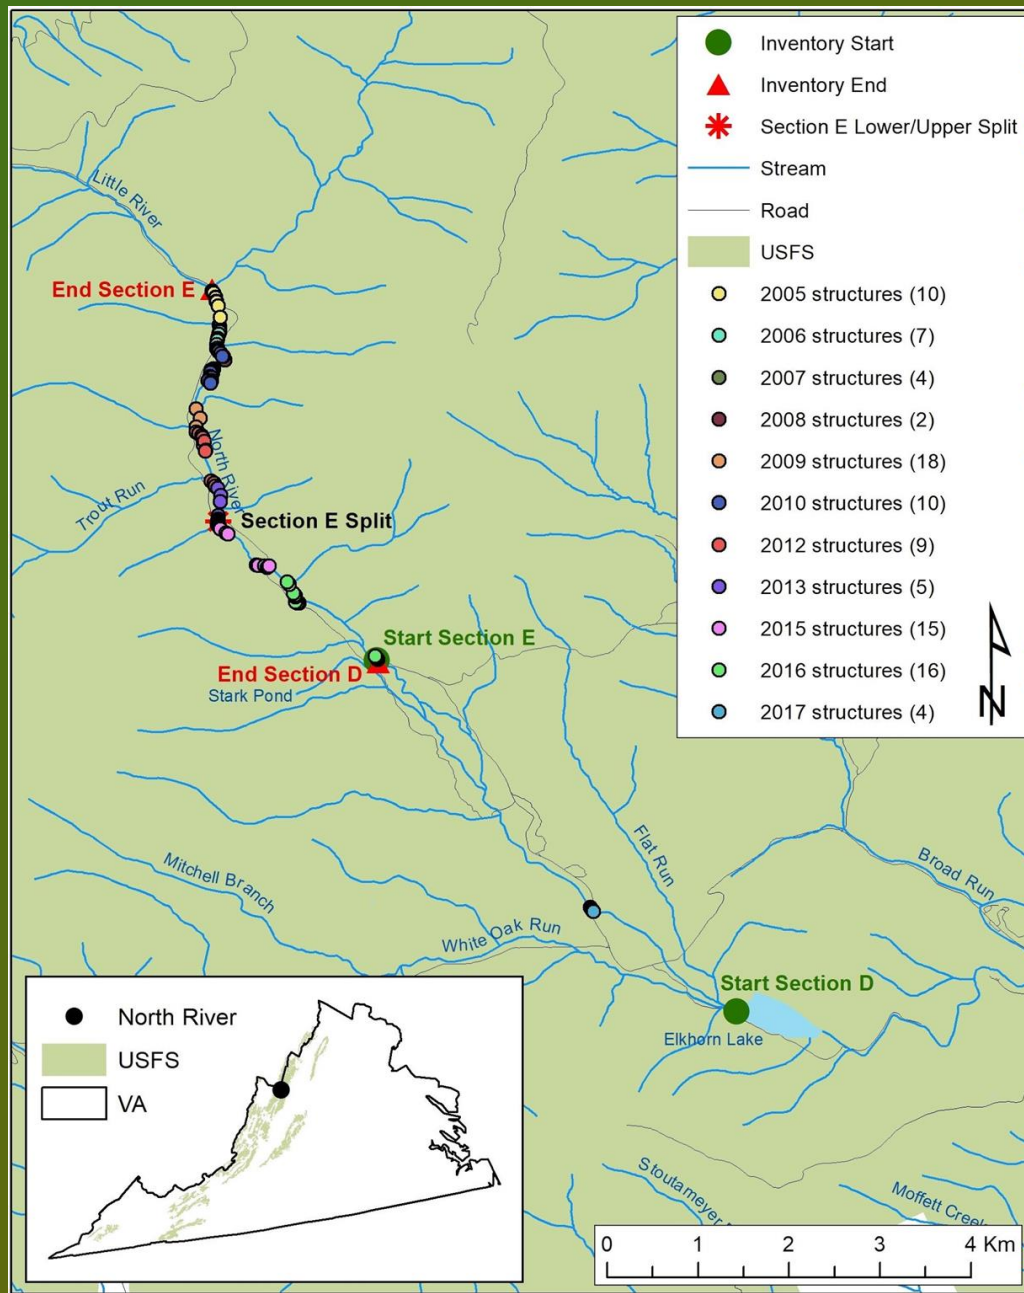 Inventory Start
Inventory End
Section E Lower/Upper Split
Stream
Road
USFS
2005 structures (10)
2006 structures (7)
2007 structures (4)
2008 structures (2)
2009 structures (18)
2010 structures (10)
2012 structures (9)
2013 structures (5)
2015 structures (15)
2016 structures (16)
2017 structures (4)
N
Little River
End Section E
North River
Trout Run
Section E Split
Start Section E
End Section D
Stark Pond
Flat Run
Mitchell Branch
Broad Run
White Oak Run
Start Section D
Elkhorn Lake
Stoutameyer
Moffett Creek
North River
USFS
VA
0 1 2 3 4 Km